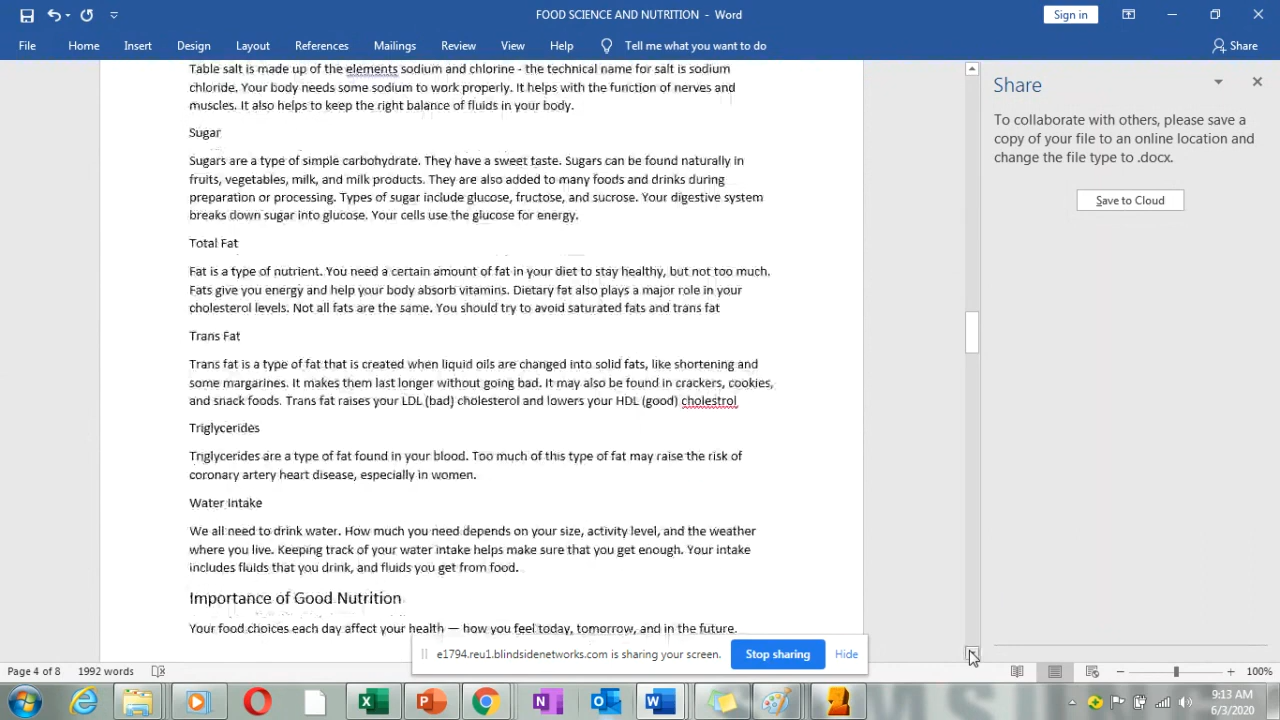 FOOD SCIENCE AND NUTRITION - Word
Sign in
File Home Insert Design Layout References Mailings Review View Help Tell me what you want to do Share
Table salt is made up of the elements sodium and chlorine - the technical name for salt is sodium
chloride. Your body needs some sodium to work properly. It helps with the function of nerves and
muscles. It also helps to keep the right balance of fluids in your body.
Sugar
Sugars are a type of simple carbohydrate. They have a sweet taste. Sugars can be found naturally in
fruits, vegetables, milk, and milk products. They are also added to many foods and drinks during
preparation or processing. Types of sugar include glucose, fructose, and sucrose. Your digestive system
breaks down sugar into glucose. Your cells use the glucose for energy.
Total Fat
Fat is a type of nutrient. You need a certain amount of fat in your diet to stay healthy, but not too much.
Fats give you energy and help your body absorb vitamins. Dietary fat also plays a major role in your
cholesterol levels. Not all fats are the same. You should try to avoid saturated fats and trans fat
Trans Fat
Trans fat is a type of fat that is created when liquid oils are changed into solid fats, like shortening and
some margarines. It makes them last longer without going bad. It may also be found in crackers, cookies,
and snack foods. Trans fat raises your LDL (bad) cholesterol and lowers your HDL (good) cholestrol
Triglycerides
Triglycerides are a type of fat found in your blood. Too much of this type of fat may raise the risk of
coronary artery heart disease, especially in women.
Water Intake
We all need to drink water. How much you need depends on your size, activity level, and the weather
where you live. Keeping track of your water intake helps make sure that you get enough. Your intake
includes fluids that you drink, and fluids you get from food.
Importance of Good Nutrition
Your food choices each day affect your health — how you feel today, tomorrow, and in the future.
Share
To collaborate with others, please save a
copy of your file to an online location and
change the file type to .docx.
Save to Cloud
e1794.reu1.blindsidenetworks.com is sharing your screen. Stop sharing Hide
Page 4 of 8 1992 words
100%
9:13 AM
6/3/2020